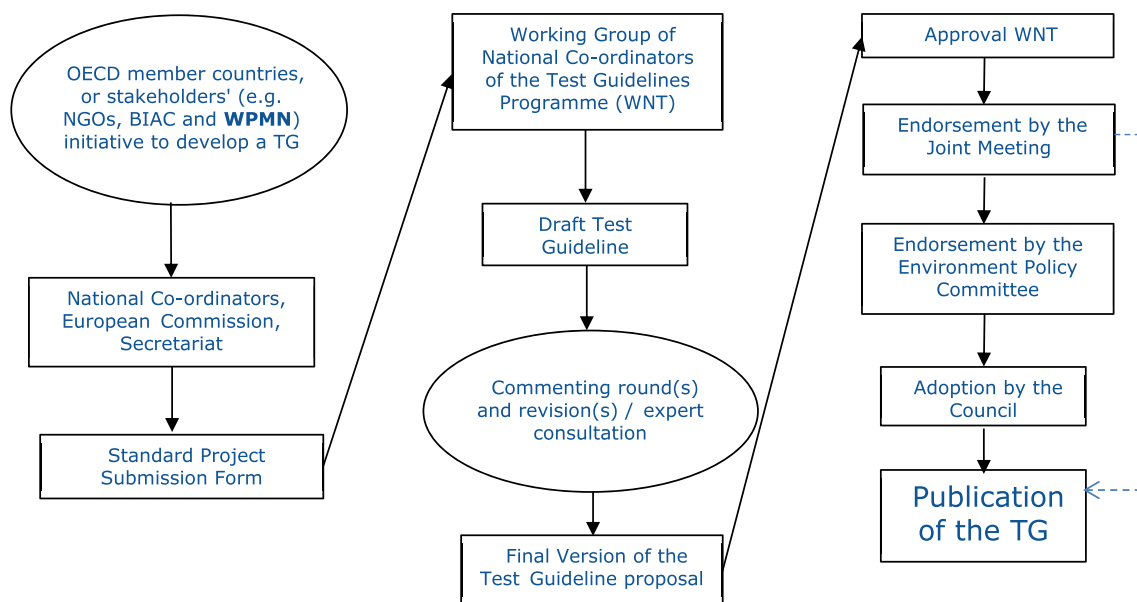 OECD member countries,
or stakeholders' (e.g.
NGOs, BIAC and WPMN)
initiative to develop a TG
National Co-ordinators,
European Commission,
Secretariat
Standard Project
Submission Form
Working Group of
National Co-ordinators
of the Test Guidelines
Programme (WNT)
Draft Test
Guideline
Commenting round(s)
and revision(s) / expert
consultation
Final Version of the
Test Guideline proposal
Approval WNT
Endorsement by the
Joint Meeting
Endorsement by the
Environment Policy
Committee
Adoption by the
Council
Publication
of the TG